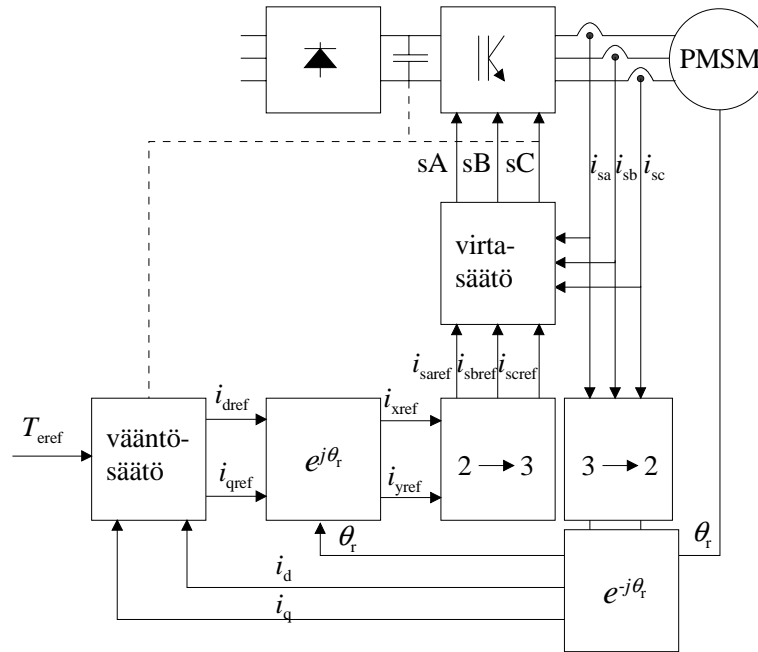 PMSM
sA sB sC
i_sa i_sb i_sc
virta-
säätö
i_saref i_sbref i_scref
i_dref
i_xref
T_eref
vääntö-
säätö
e^{jθ_r}
2 → 3
3 → 2
i_qref
i_yref
θ_r
θ_r
i_d
e^{-jθ_r}
i_q